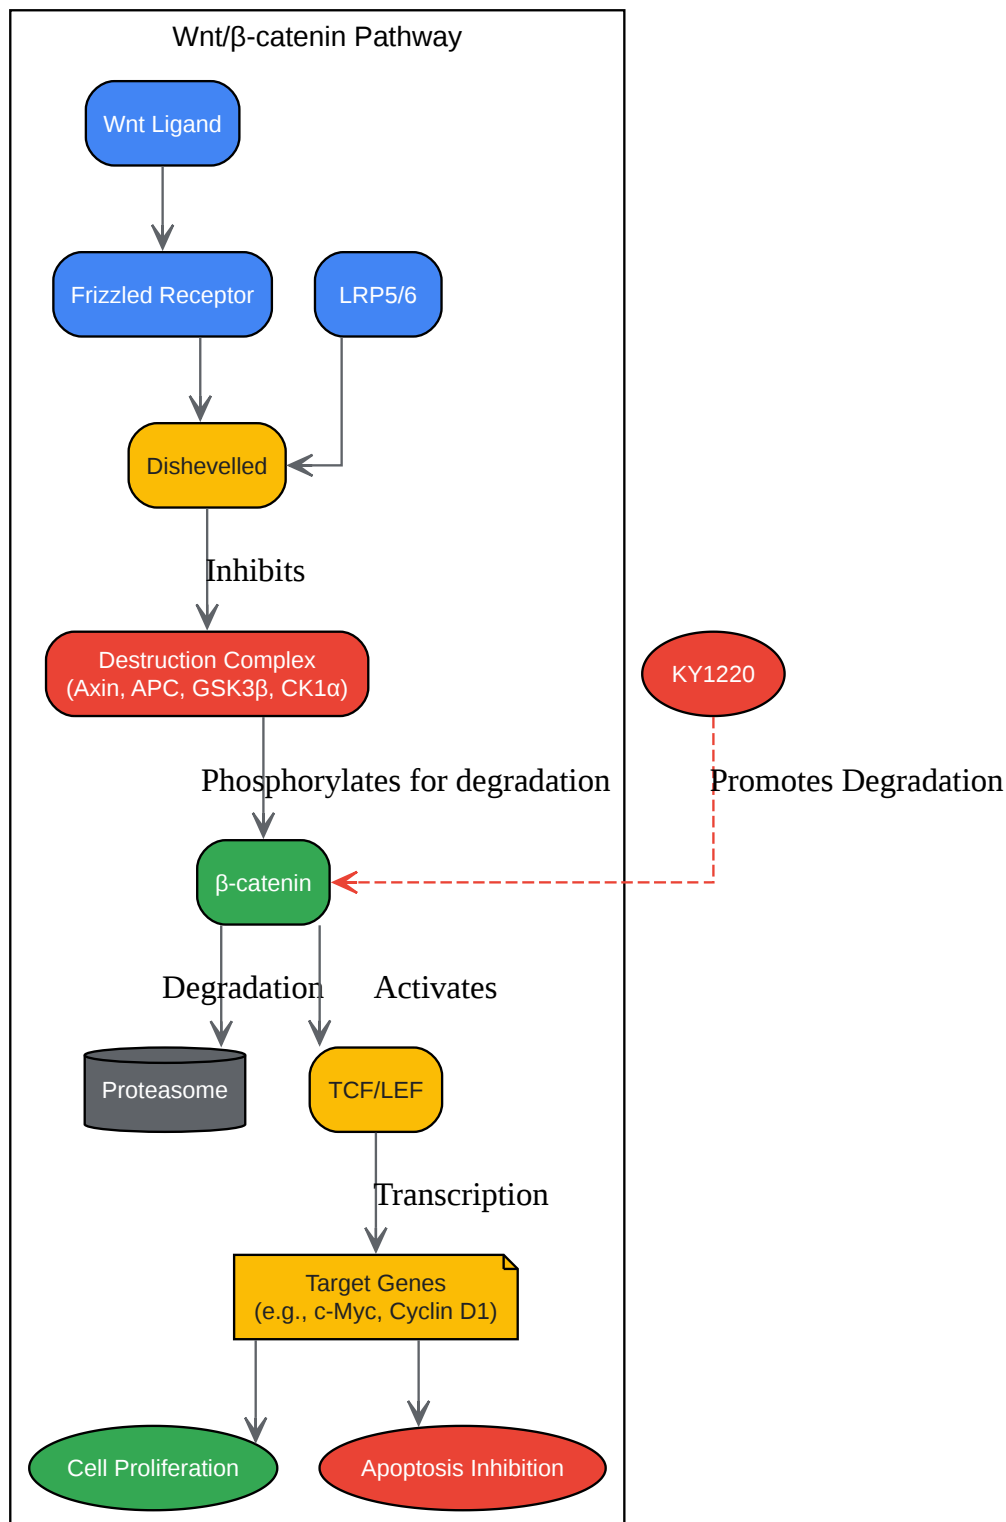 Wnt/β-catenin Pathway
Wnt Ligand
Frizzled Receptor
LRP5/6
Dishevelled
Inhibits
Destruction Complex
(Axin, APC, GSK3β, CK1α)
KY1220
Phosphorylates for degradation
Promotes Degradation
β-catenin
Degradation
Activates
Proteasome
TCF/LEF
Transcription
Target Genes
(e.g., c-Myc, Cyclin D1)
Cell Proliferation
Apoptosis Inhibition